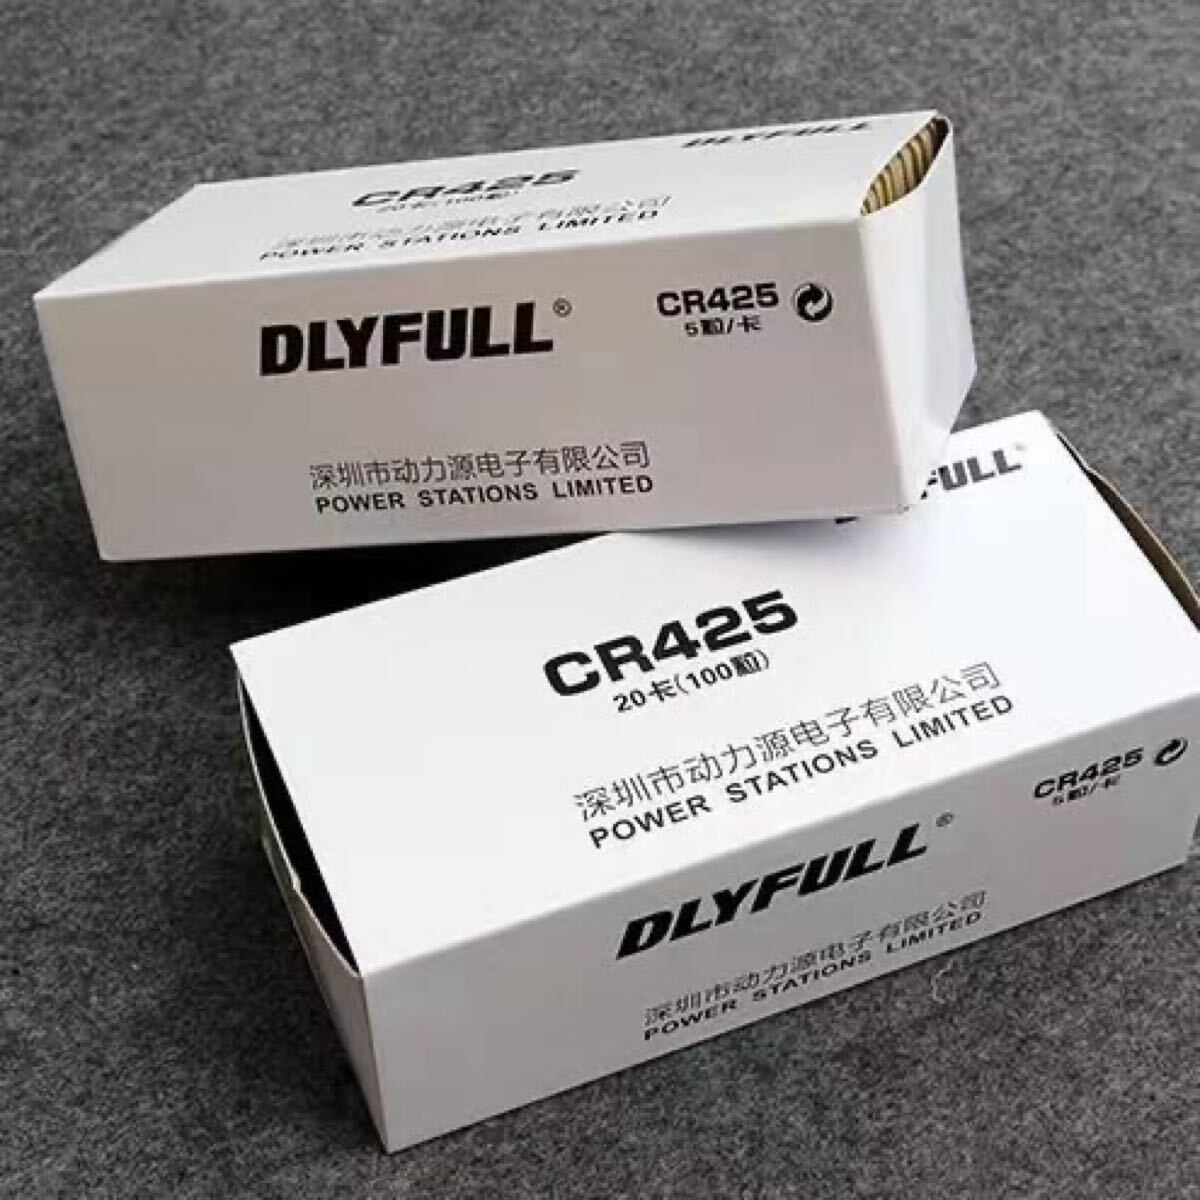 DLYFULL
CR425
20卡(100粒)
深圳市动力源电子有限公司
POWER STATIONS LIMITED
DLYFULL®
CR425
5粒/卡
深圳市动力源电子有限公司
POWER STATIONS LIMITED
FULL®
CR425
20卡(100粒)
深圳市动力源电子有限公司
POWER STATIONS LIMITED
CR425
5粒/卡
DLYFULL®
深圳市动力源电子有限公司
POWER STATIONS LIMITED